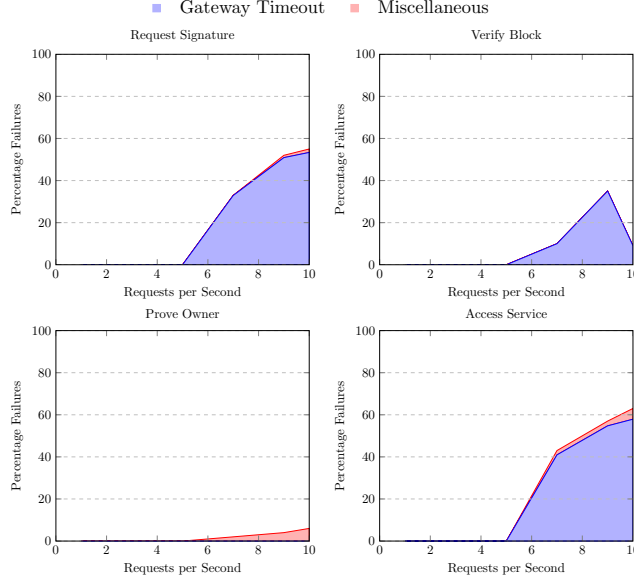 Gateway Timeout Miscellaneous
Request Signature
100
80
60
40
20
0
0 2 4 6 8 10
Percentage Failures
Requests per Second
Verify Block
100
80
60
40
20
0
0 2 4 6 8 10
Percentage Failures
Requests per Second
Prove Owner
100
80
60
40
20
0
0 2 4 6 8 10
Percentage Failures
Requests per Second
Access Service
100
80
60
40
20
0
0 2 4 6 8 10
Percentage Failures
Requests per Second